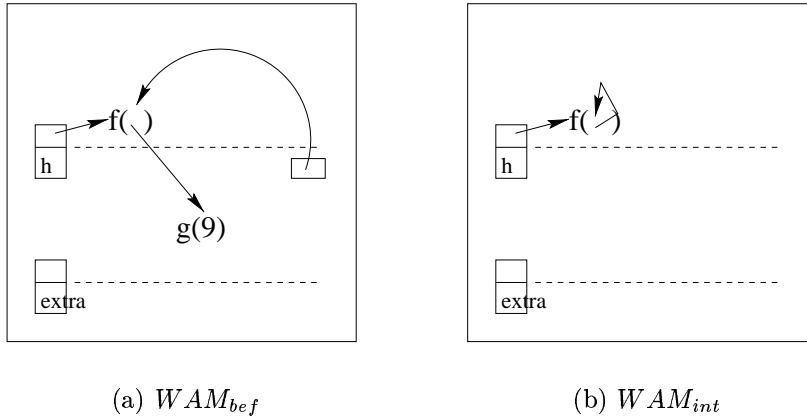 f( )
h
g(9)
extra
(a) WAM_bef
f( )
h
extra
(b) WAM_int